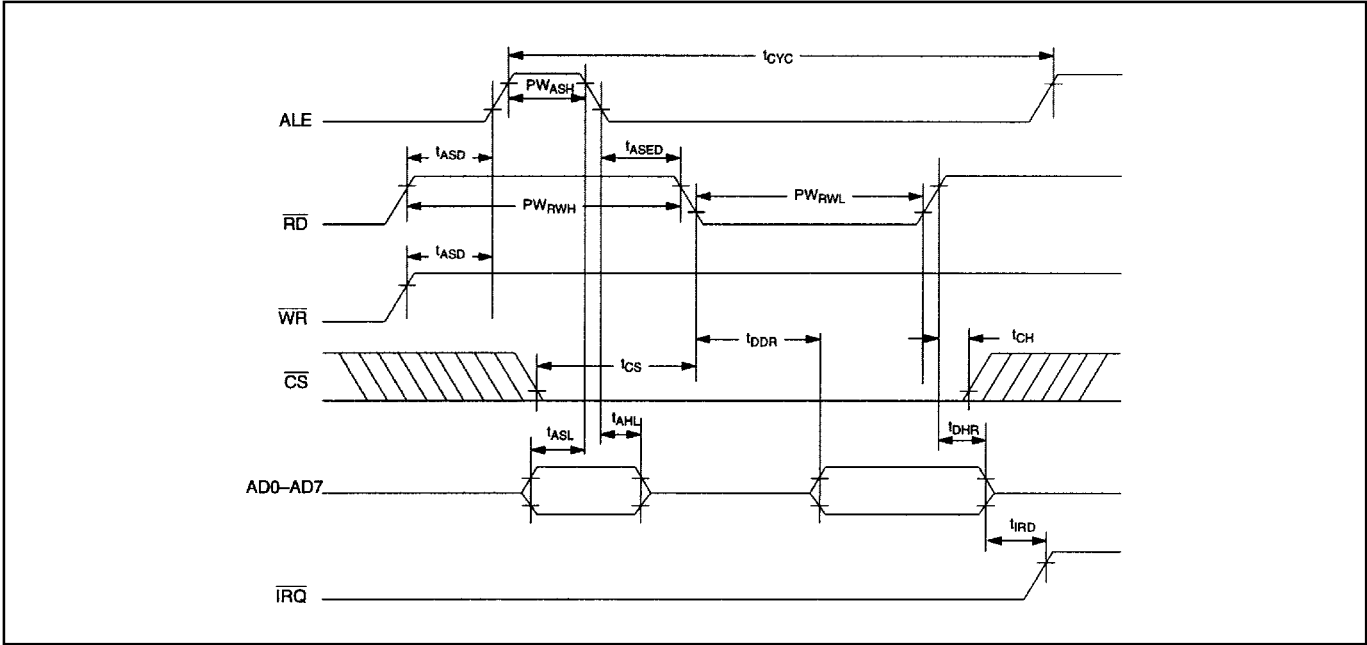 tCYC
PWASH
ALE
tASD
tASED
PWRWL
PWRWH
RD
tASD
WR
tDDR
tCH
tCS
CS
tAHL
tASL
tDHR
AD0–AD7
tIRD
IRQ